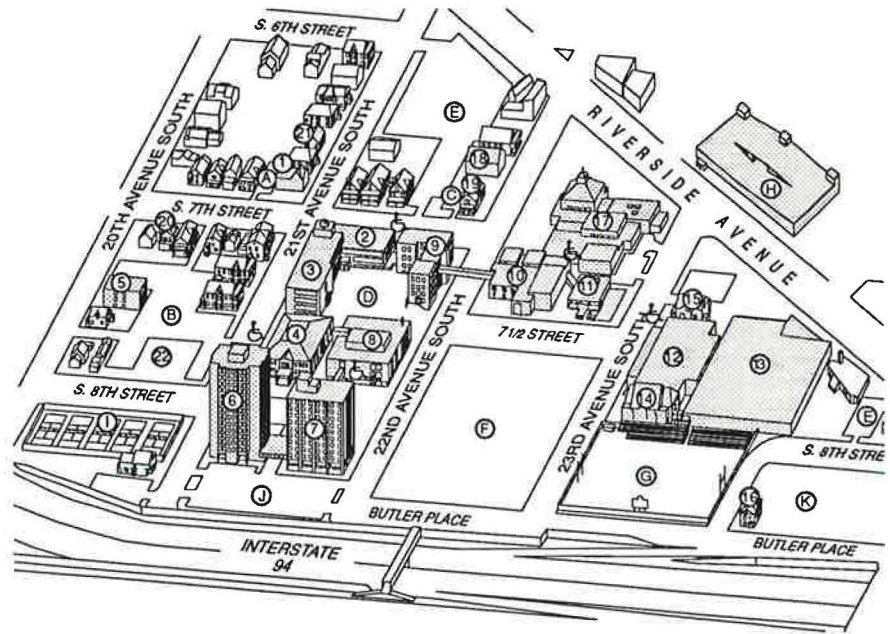 S. 6TH STREET
20TH AVENUE SOUTH
21ST AVENUE SOUTH
E
RIVERSIDE AVENUE
H
21
1
A
18
19
C
17
S. 7TH STREET
20
2
9
3
10
11
5
B
D
15
22
4
8
7 1/2 STREET
23RD AVENUE SOUTH
12
13
S. 8TH STREET
6
7
22ND AVENUE SOUTH
14
F
E
I
G
S. 8TH STREE
J
16
K
BUTLER PLACE
BUTLER PLACE
INTERSTATE
94